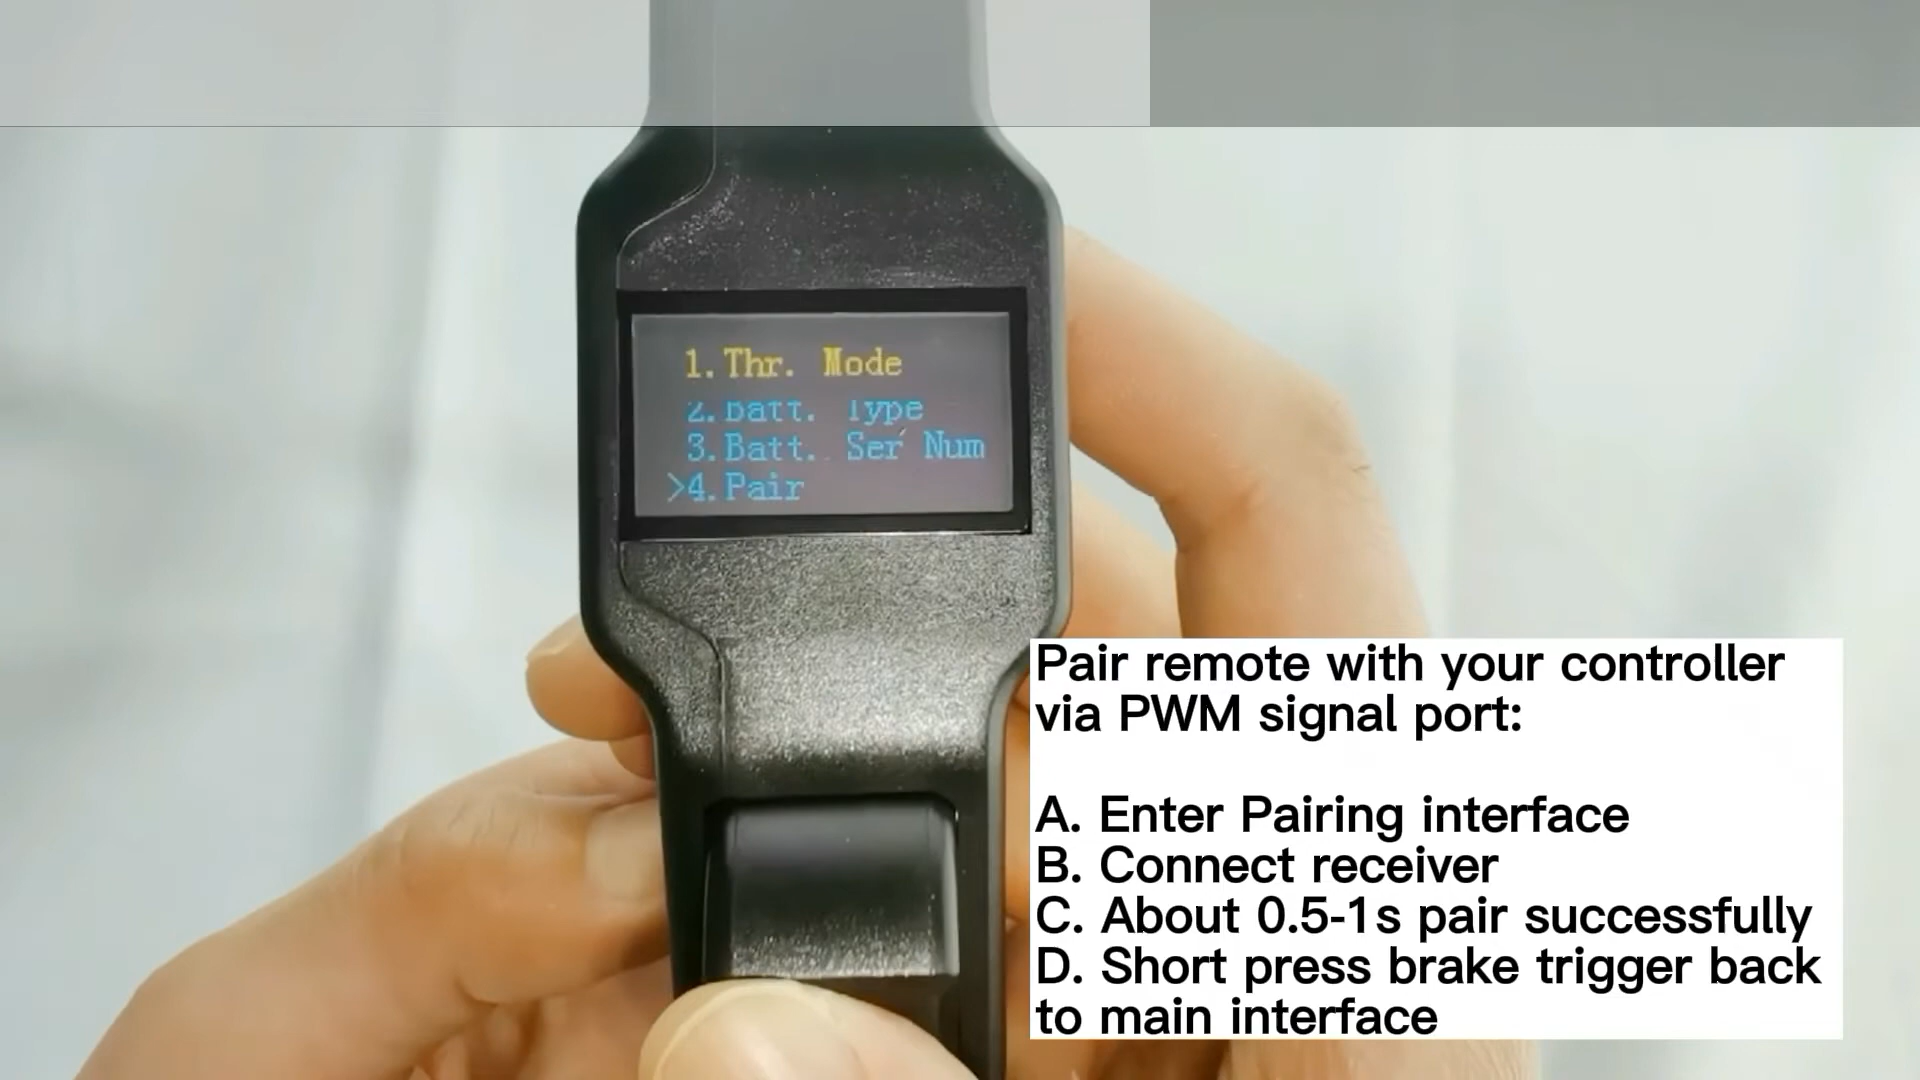 1. Thr. Mode
2. Batt. Type
3. Batt. Ser Num
>4. Pair
Pair remote with your controller
via PWM signal port:
A. Enter Pairing interface
B. Connect receiver
C. About 0.5-1s pair successfully
D. Short press brake trigger back
to main interface